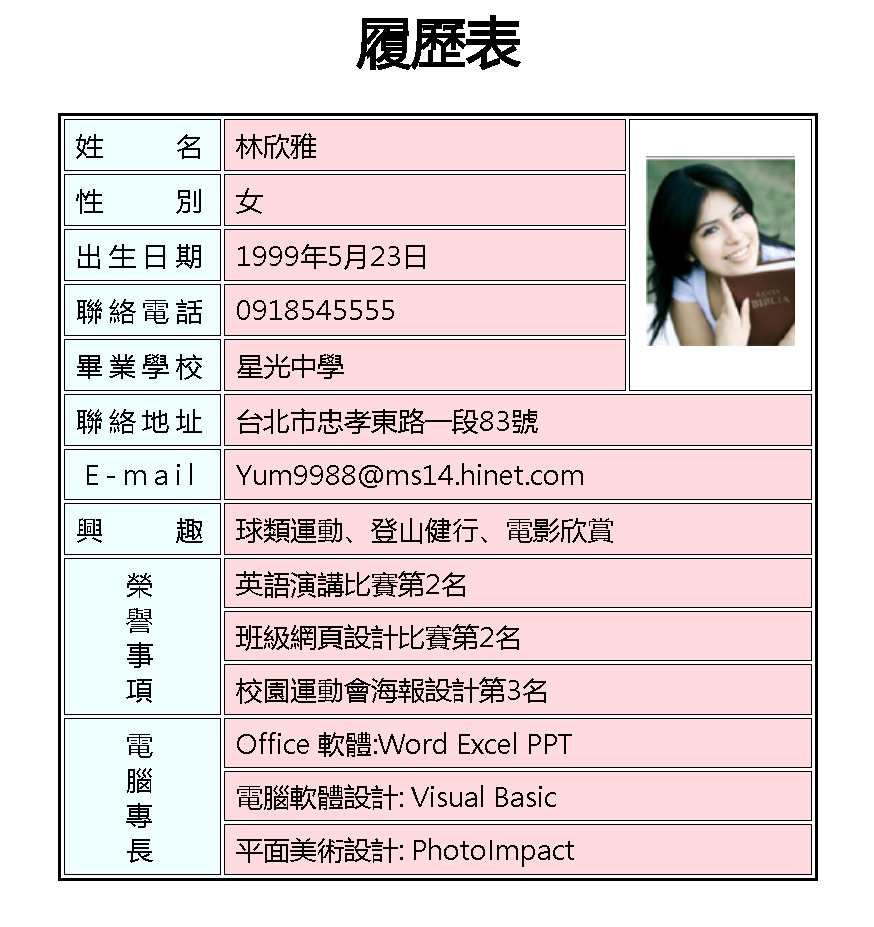 履歷表
姓名 林欣雅
性別 女
出生日期 1999年5月23日
聯絡電話 0918545555
畢業學校 星光中學
BIBLIA
聯絡地址 台北市忠孝東路一段83號
E-mail Yum9988@ms14.hinet.com
興趣 球類運動、登山健行、電影欣賞
榮譽事項 英語演講比賽第2名
班級網頁設計比賽第2名
校園運動會海報設計第3名
電腦專長 Office 軟體:Word Excel PPT
電腦軟體設計: Visual Basic
平面美術設計: PhotoImpact